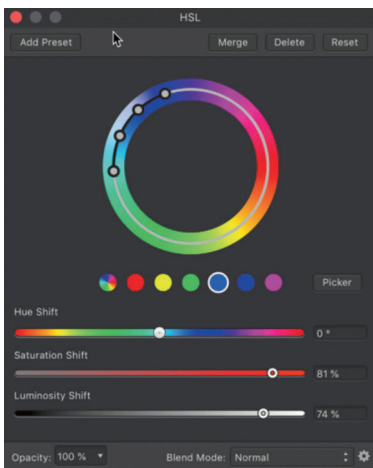 HSL
Add Preset Merge Delete Reset
Picker
Hue Shift
0 °
Saturation Shift
81 %
Luminosity Shift
74 %
Opacity: 100 % Blend Mode: Normal